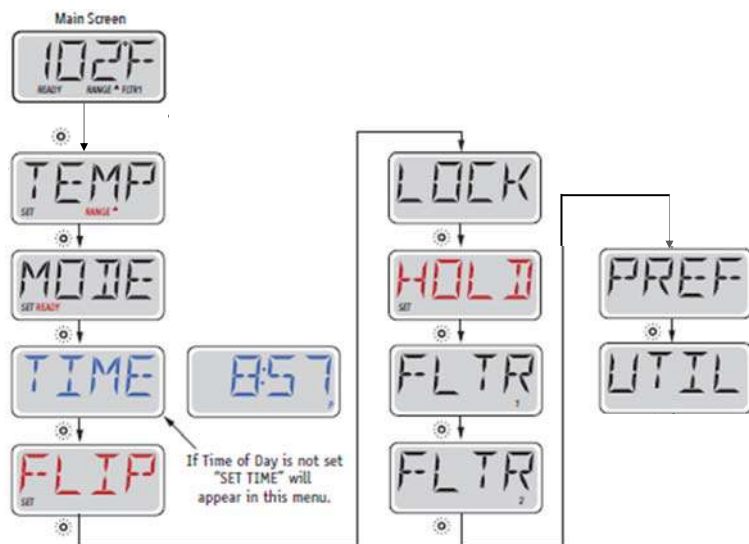 Main Screen
102°F
READY RANGE ▲ FLTR1
TEMP
SET RANGE ▲
MODE
SET READY
TIME
8:57
P
If Time of Day is not set
"SET TIME" will
appear in this menu.
FLIP
SET
LOCK
HOLD
SET
FLTR
1
FLTR
2
PREF
UTIL